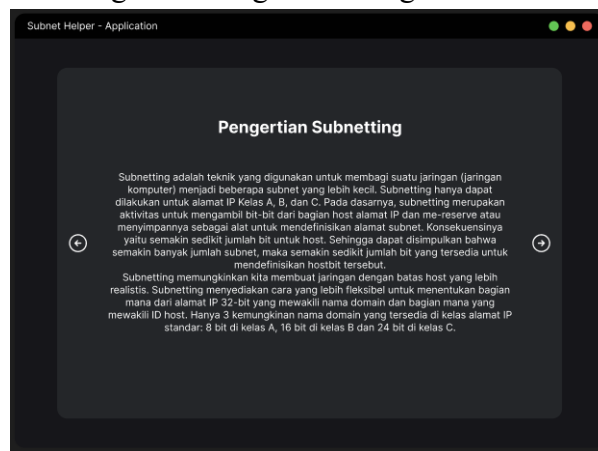 Subnet Helper - Application
Pengertian Subnetting
Subnetting adalah teknik yang digunakan untuk membagi suatu jaringan (jaringan
komputer) menjadi beberapa subnet yang lebih kecil. Subnetting hanya dapat
dilakukan untuk alamat IP Kelas A, B, dan C. Pada dasarnya, subnetting merupakan
aktivitas untuk mengambil bit-bit dari bagian host alamat IP dan me-reserve atau
menyimpannya sebagai alat untuk mendefinisikan alamat subnet. Konsekuensinya
yaitu semakin sedikit jumlah bit untuk host. Sehingga dapat disimpulkan bahwa
semakin banyak jumlah subnet, maka semakin sedikit jumlah bit yang tersedia untuk
mendefinisikan hostbit tersebut.
Subnetting memungkinkan kita membuat jaringan dengan batas host yang lebih
realistis. Subnetting menyediakan cara yang lebih fleksibel untuk menentukan bagian
mana dari alamat IP 32-bit yang mewakili nama domain dan bagian mana yang
mewakili ID host. Hanya 3 kemungkinan nama domain yang tersedia di kelas alamat IP
standar: 8 bit di kelas A, 16 bit di kelas B dan 24 bit di kelas C.